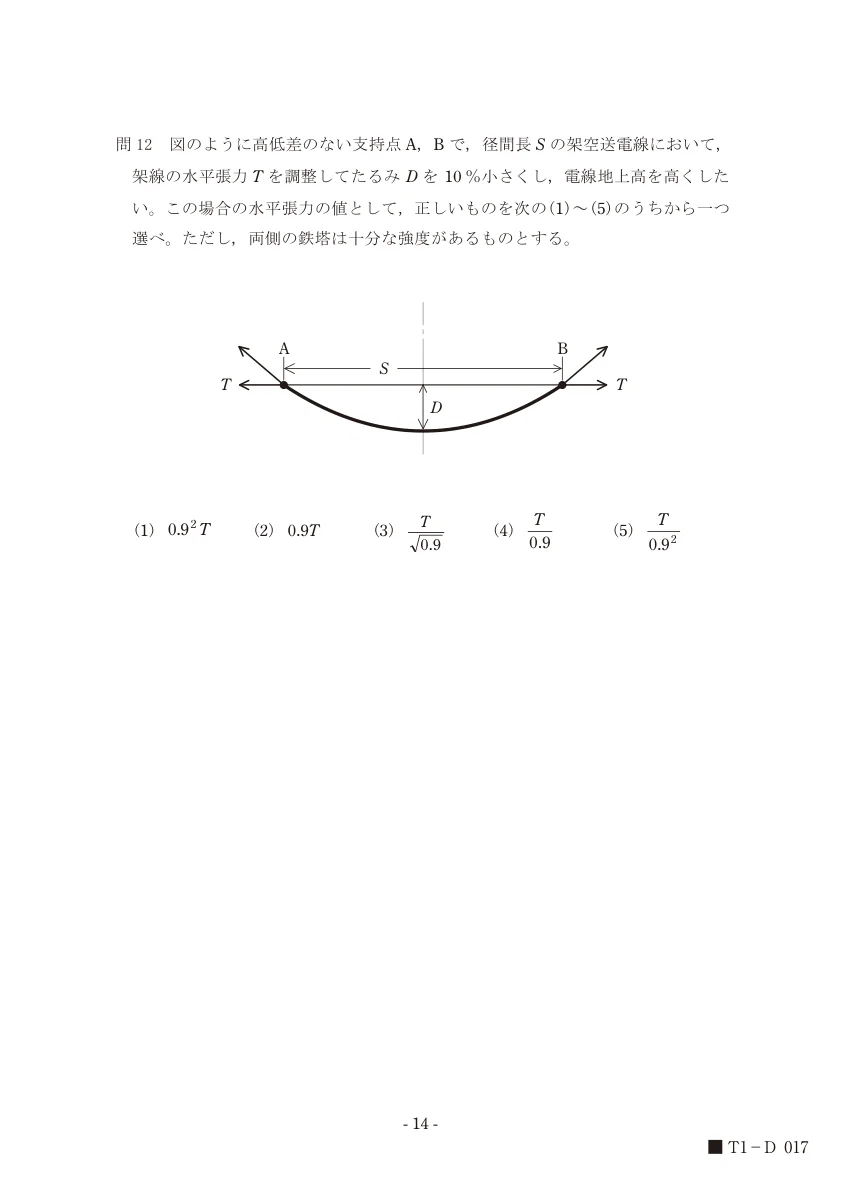 問 12　図のように高低差のない支持点 A，B で，径間長 S の架空送電線において，
架線の水平張力 T を調整してたるみ D を 10 %小さくし，電線地上高を高くした
い。この場合の水平張力の値として，正しいものを次の(1)～(5)のうちから一つ
選べ。ただし，両側の鉄塔は十分な強度があるものとする。
A
B
S
T
T
D
(1) 0.9² T (2) 0.9T (3) T/√0.9 (4) T/0.9 (5) T/0.9²
- 14 -
■ T1－D 017